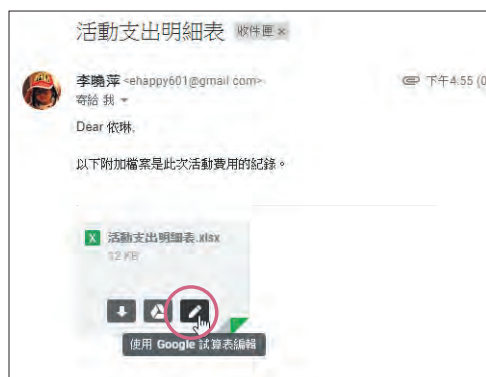 活動支出明細表 收件匣 ×
李曉萍 <ehappy601@gmail.com> 下午4:55 (0
寄給 我
Dear 依琳,
以下附加檔案是此次活動費用的紀錄。
X 活動支出明細表.xlsx
12 KB
使用 Google 試算表編輯